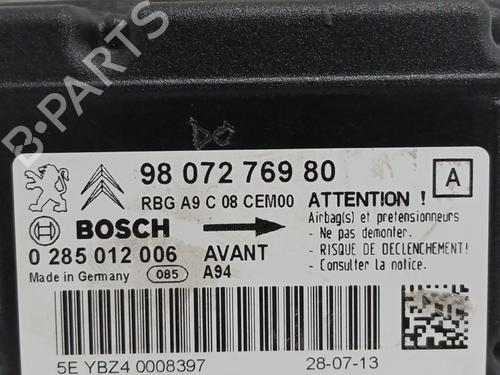 B-PARTS
DC
98 072 769 80
A
RBG A9 C 08 CEM00
ATTENTION !
Airbag(s) et pretensionneurs
- Ne pas demonter.
- RISQUE DE DECLENCHEMENT!
- Consulter la notice.
BOSCH
0 285 012 006
AVANT
Made in Germany
085
A94
5E YBZ4 0008397
28-07-13